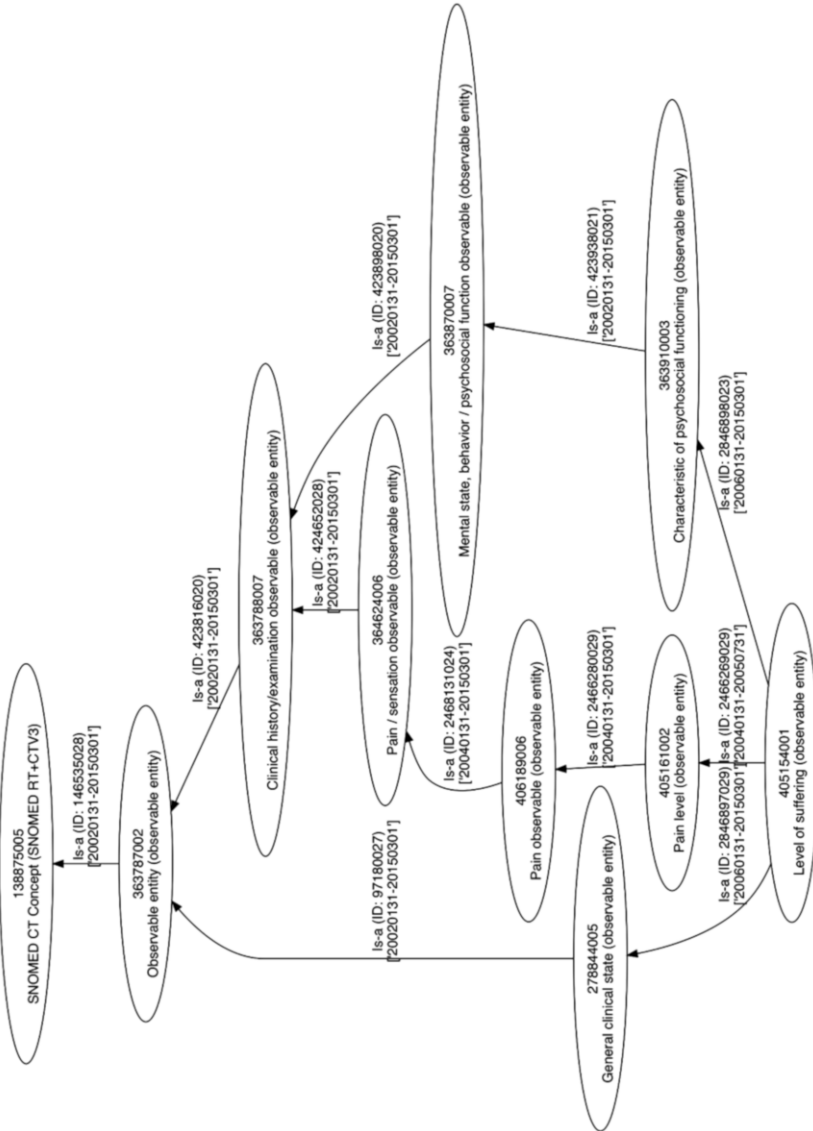 138875005
SNOMED CT Concept (SNOMED RT+CTV3)
Is-a (ID: 146535028)
['20020131-20150301']
363787002
Observable entity (observable entity)
Is-a (ID: 423816020)
['20020131-20150301']
363788007
Clinical history/examination observable (observable entity)
Is-a (ID: 424652028)
['20020131-20150301']
Is-a (ID: 423898020)
['20020131-20150301']
364624006
Pain / sensation observable (observable entity)
Is-a (ID: 97180027)
['20020131-20150301']
Is-a (ID: 2468131024)
['20040131-20150301']
363870007
Mental state, behavior / psychosocial function observable (observable entity)
406189006
Pain observable (observable entity)
Is-a (ID: 2466280029)
['20040131-20150301']
Is-a (ID: 423938021)
['20020131-20150301']
278844005
General clinical state (observable entity)
405161002
Pain level (observable entity)
363910003
Characteristic of psychosocial functioning (observable entity)
Is-a (ID: 2846897029)
['20060131-20150301']
Is-a (ID: 2466269029)
['20040131-20050731']
Is-a (ID: 2846898023)
['20060131-20150301']
405154001
Level of suffering (observable entity)